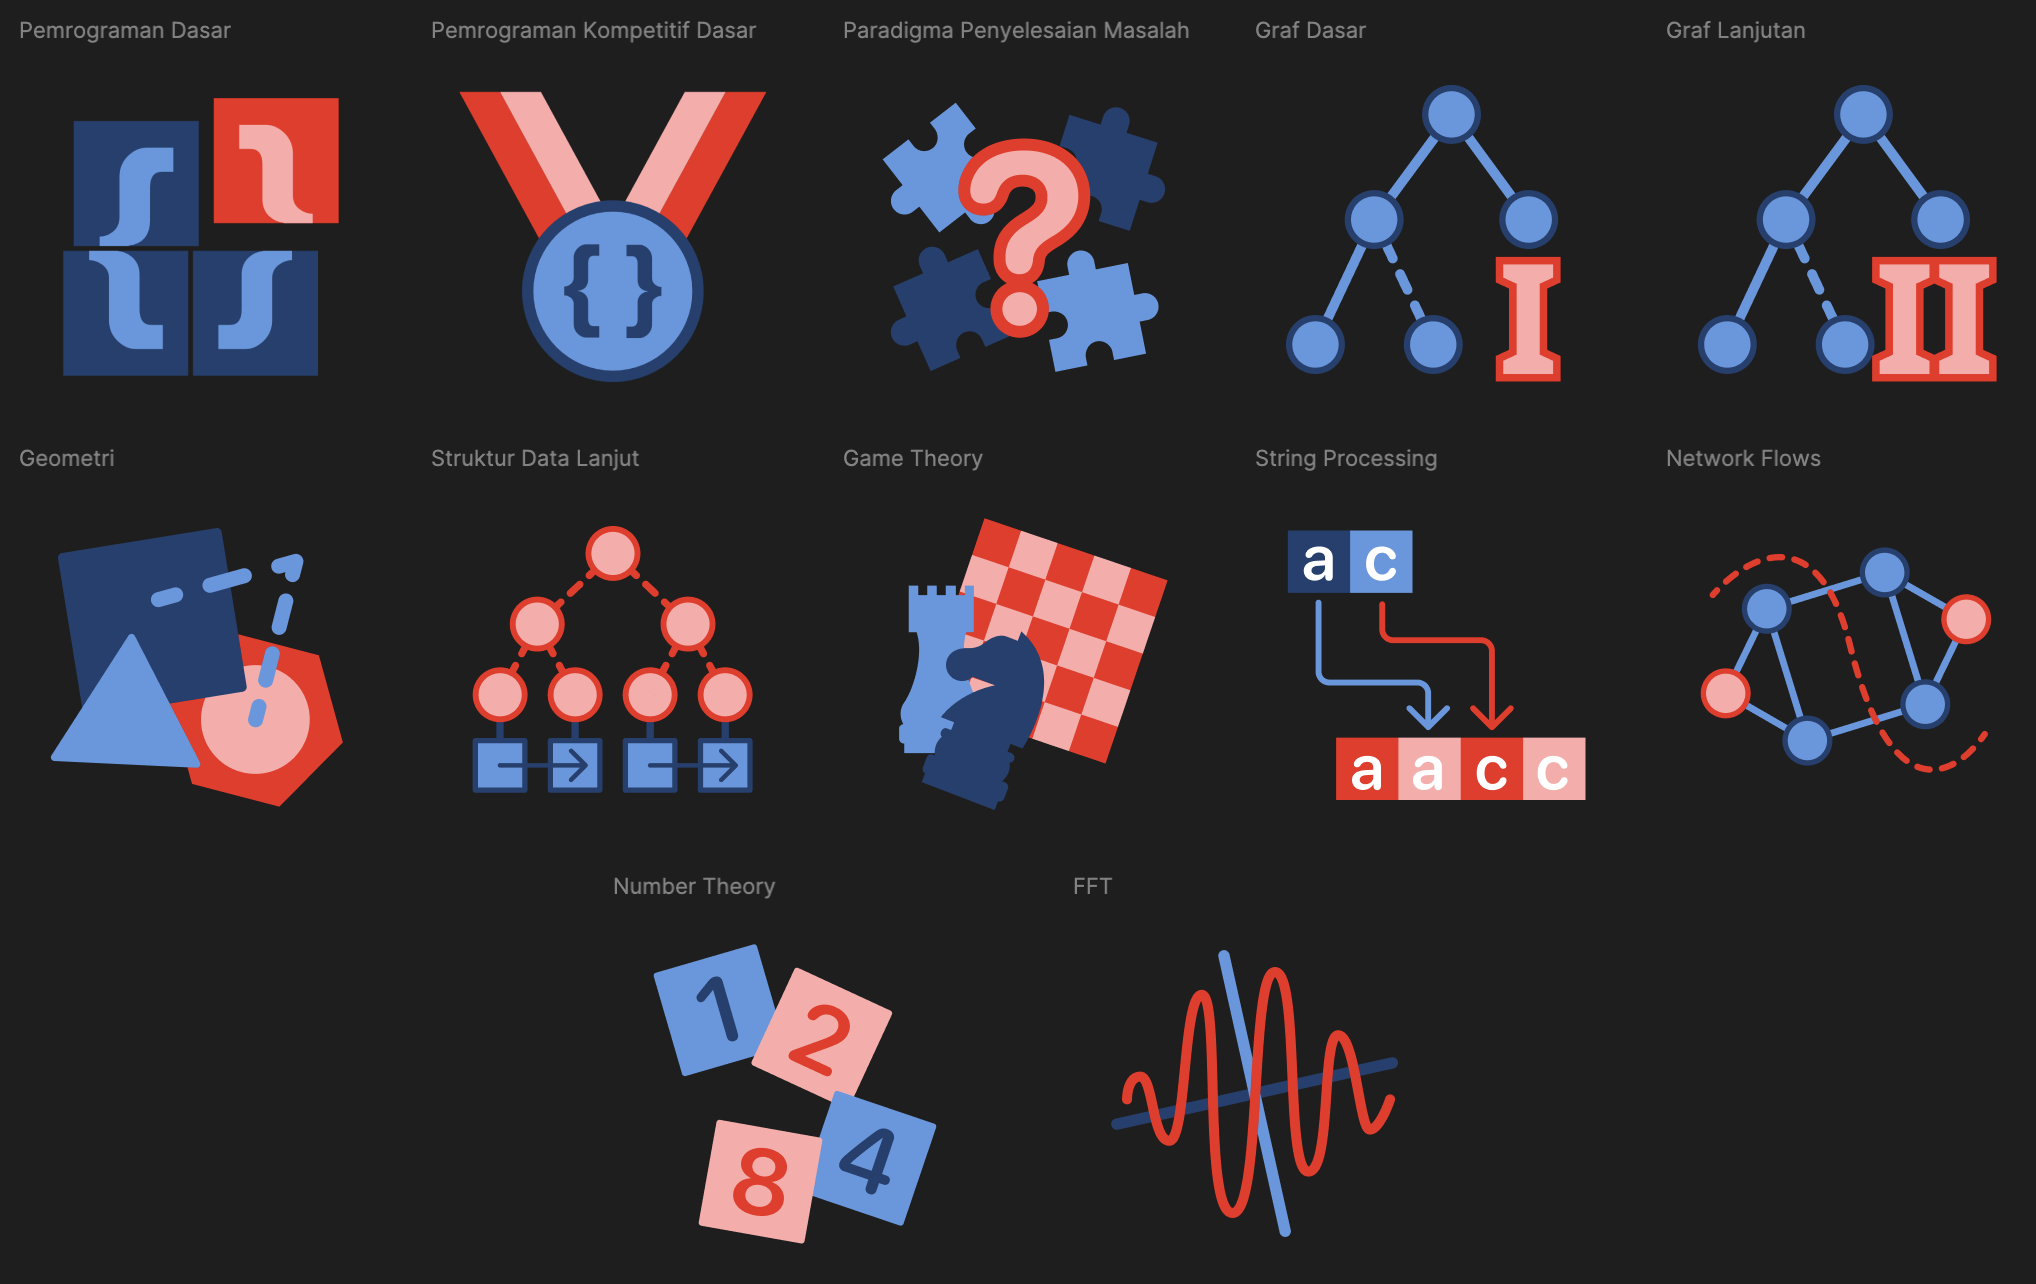 Pemrograman Dasar
Pemrograman Kompetitif Dasar
Paradigma Penyelesaian Masalah
Graf Dasar
Graf Lanjutan
{ }
?
I
II
Geometri
Struktur Data Lanjut
Game Theory
String Processing
Network Flows
a c
a a c c
Number Theory
FFT
1
2
4
8